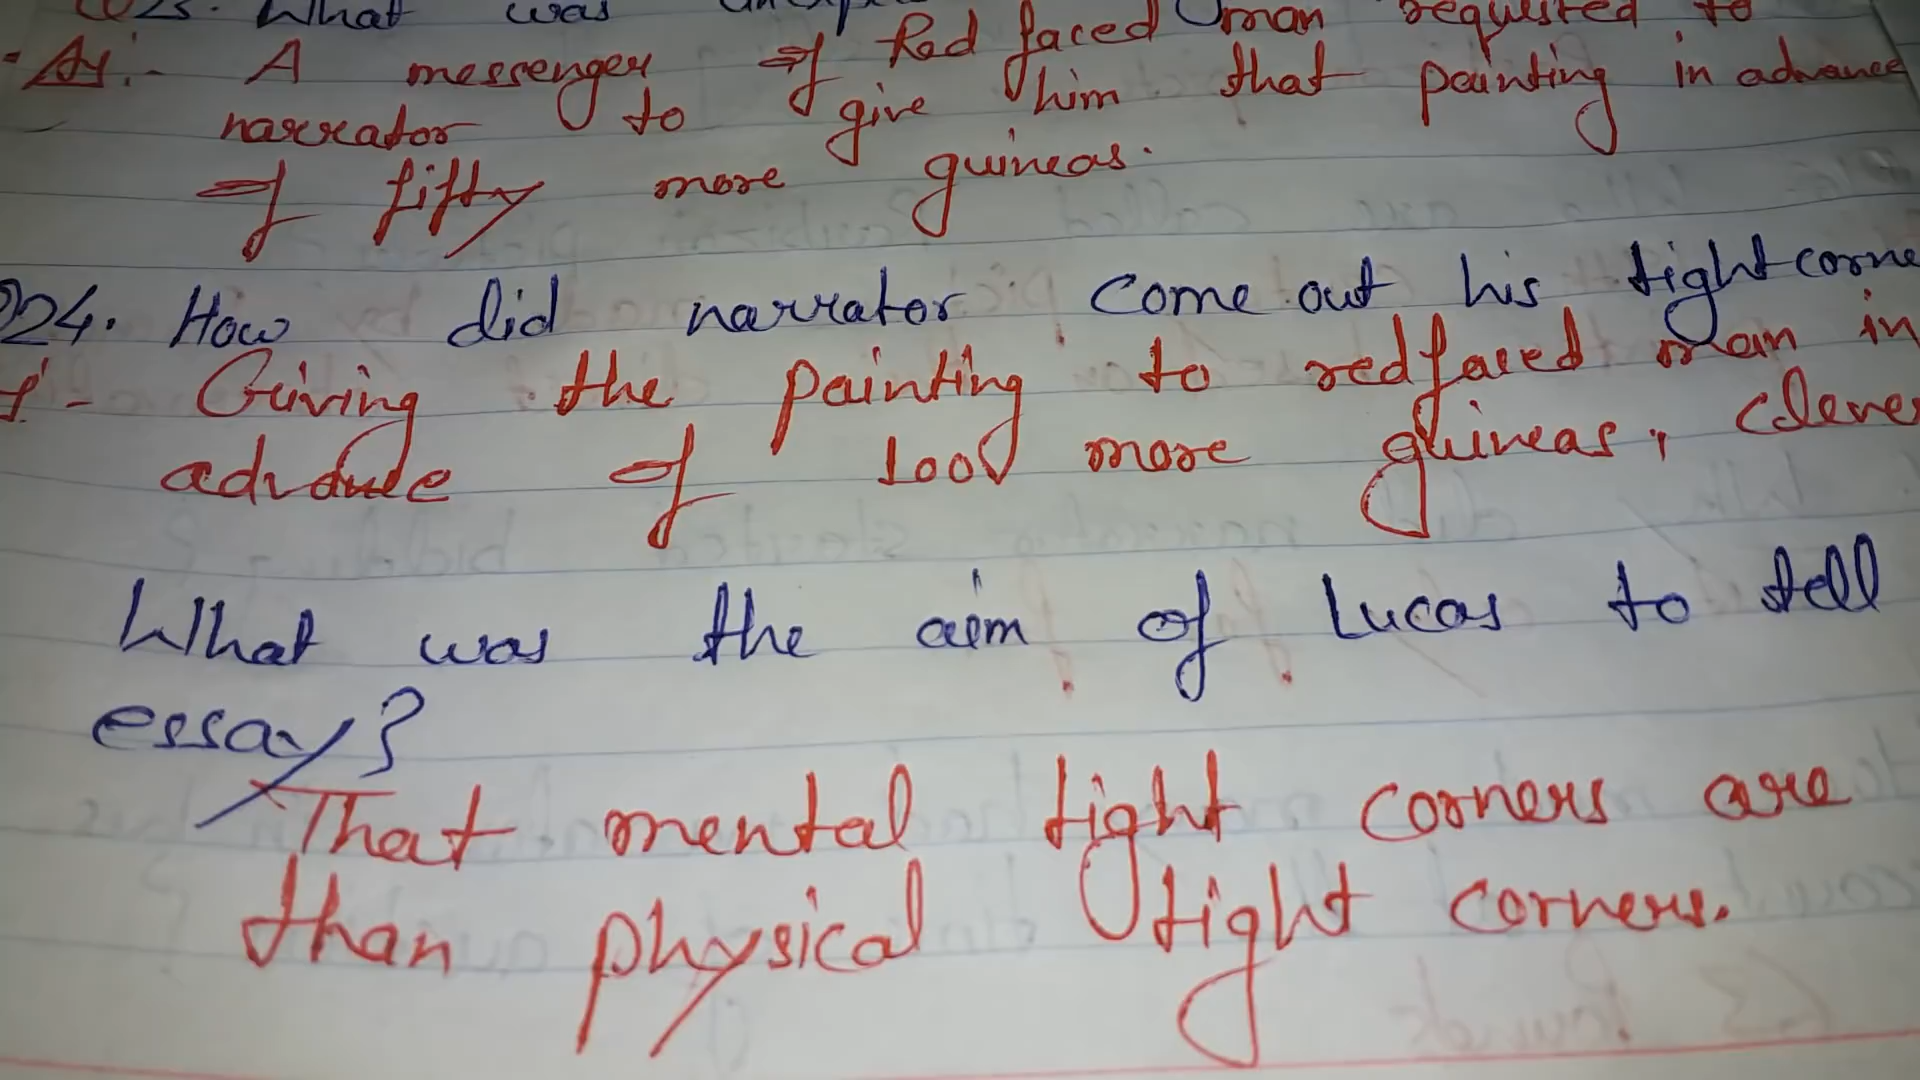 Q23. What was
Ans:- A messenger of Red faced man requested to
narrator to give him that painting in advance
of fifty more guineas.
Q24. How did narrator come out his tight corne
Giving the painting to redfaced man in
advance of 100 more guineas, clever
What was the aim of Lucas to tell
essay?
That mental tight corners are
than physical tight corners.